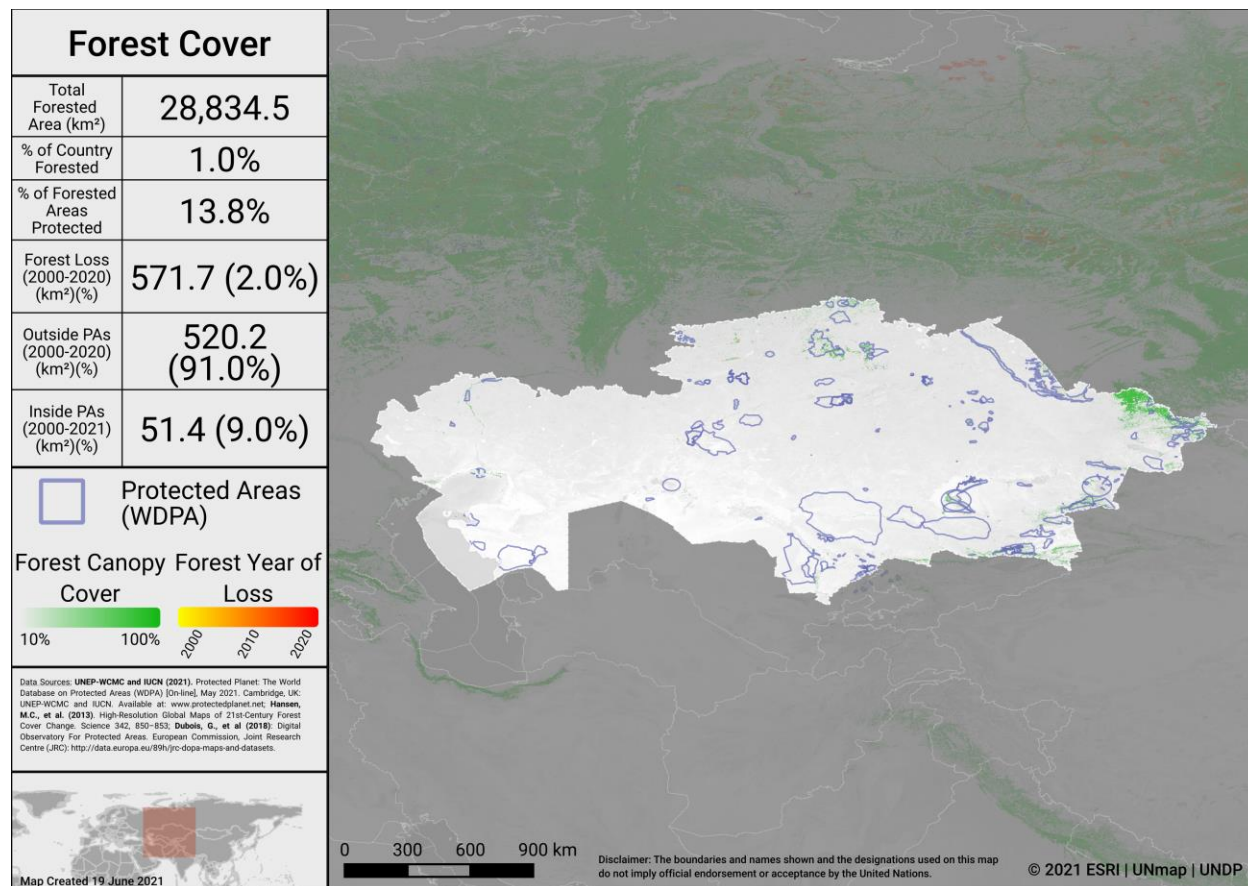 Forest Cover
Total
Forested
Area (km²)
28,834.5
% of Country
Forested
1.0%
% of Forested
Areas
Protected
13.8%
Forest Loss
(2000-2020)
(km²)(%)
571.7 (2.0%)
Outside PAs
(2000-2020)
(km²)(%)
520.2
(91.0%)
Inside PAs
(2000-2021)
(km²)(%)
51.4 (9.0%)
Protected Areas
(WDPA)
Forest Canopy
Cover
10% 100%
Forest Year of
Loss
2000 2010 2020
Data Sources: UNEP-WCMC and IUCN (2021). Protected Planet: The World
Database on Protected Areas (WDPA) [On-line], May 2021. Cambridge, UK:
UNEP-WCMC and IUCN. Available at: www.protectedplanet.net; Hansen,
M.C., et al. (2013). High-Resolution Global Maps of 21st-Century Forest
Cover Change. Science 342, 850–853; Dubois, G., et al (2018): Digital
Observatory For Protected Areas. European Commission, Joint Research
Centre (JRC): http://data.europa.eu/89h/jrc-dopa-maps-and-datasets.
Map Created 19 June 2021
0 300 600 900 km
Disclaimer: The boundaries and names shown and the designations used on this map
do not imply official endorsement or acceptance by the United Nations.
© 2021 ESRI | UNmap | UNDP